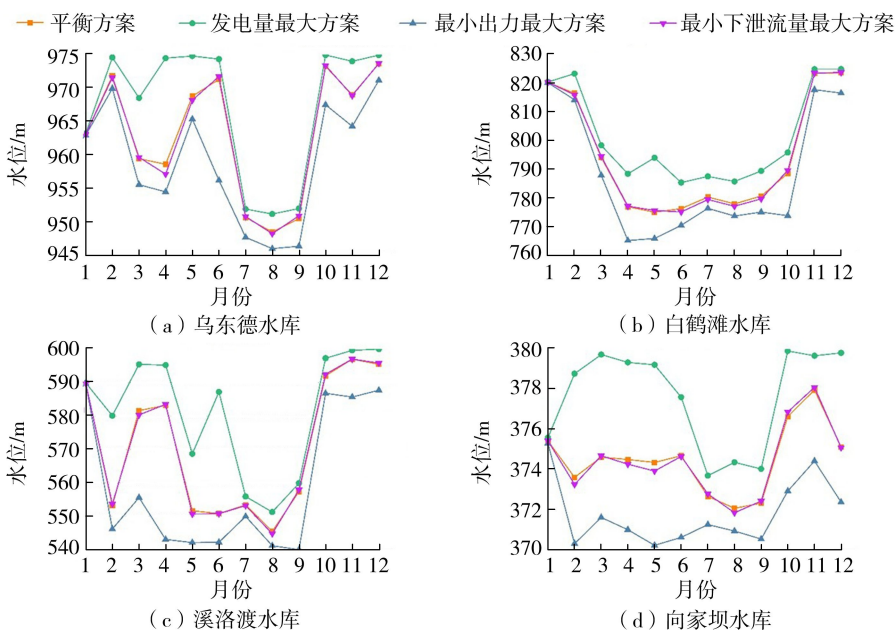 平衡方案 发电量最大方案 最小出力最大方案 最小下泄流量最大方案
水位/m
975
970
965
960
955
950
945
1 2 3 4 5 6 7 8 9 10 11 12
月份
（a）乌东德水库
水位/m
830
820
810
800
790
780
770
760
1 2 3 4 5 6 7 8 9 10 11 12
月份
（b）白鹤滩水库
水位/m
600
590
580
570
560
550
540
1 2 3 4 5 6 7 8 9 10 11 12
月份
（c）溪洛渡水库
水位/m
380
378
376
374
372
370
1 2 3 4 5 6 7 8 9 10 11 12
月份
（d）向家坝水库